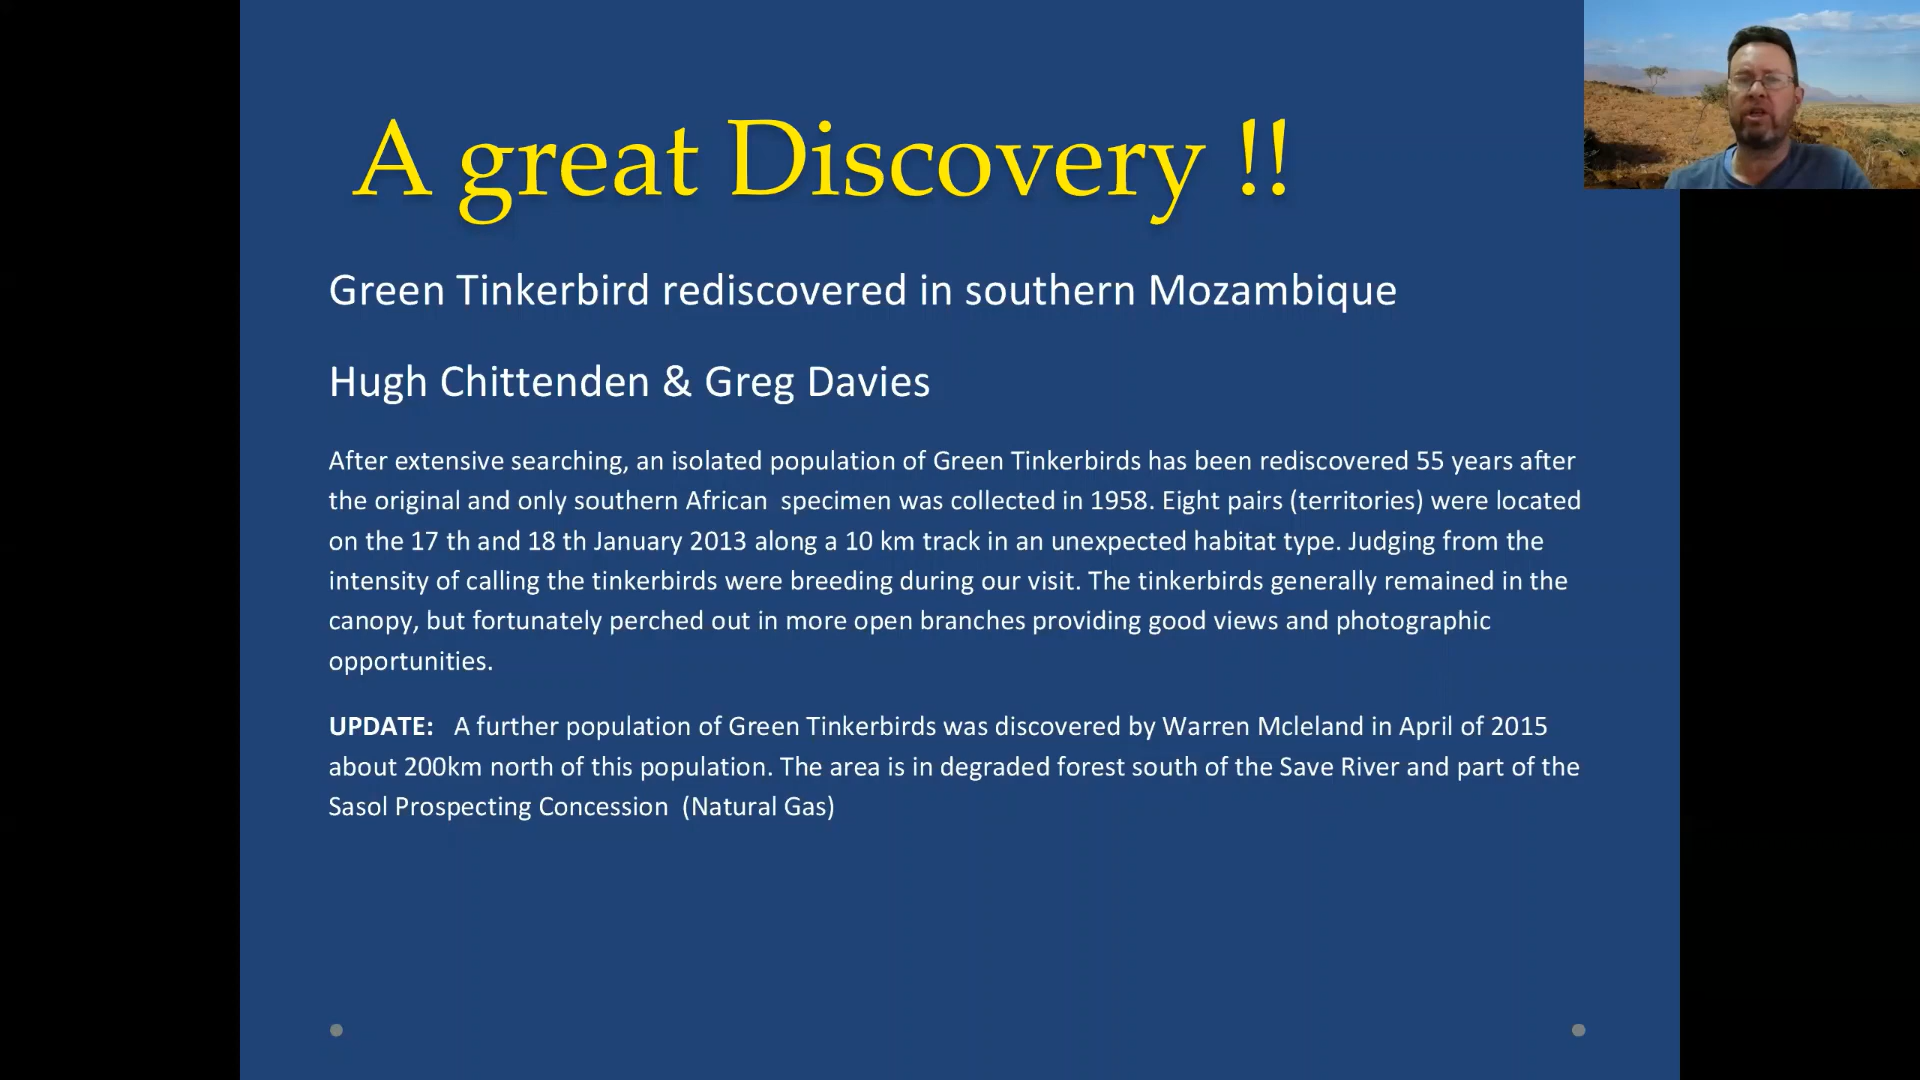 A great Discovery !!
Green Tinkerbird rediscovered in southern Mozambique
Hugh Chittenden & Greg Davies
After extensive searching, an isolated population of Green Tinkerbirds has been rediscovered 55 years after
the original and only southern African  specimen was collected in 1958. Eight pairs (territories) were located
on the 17 th and 18 th January 2013 along a 10 km track in an unexpected habitat type. Judging from the
intensity of calling the tinkerbirds were breeding during our visit. The tinkerbirds generally remained in the
canopy, but fortunately perched out in more open branches providing good views and photographic
opportunities.
UPDATE:   A further population of Green Tinkerbirds was discovered by Warren Mcleland in April of 2015
about 200km north of this population. The area is in degraded forest south of the Save River and part of the
Sasol Prospecting Concession  (Natural Gas)